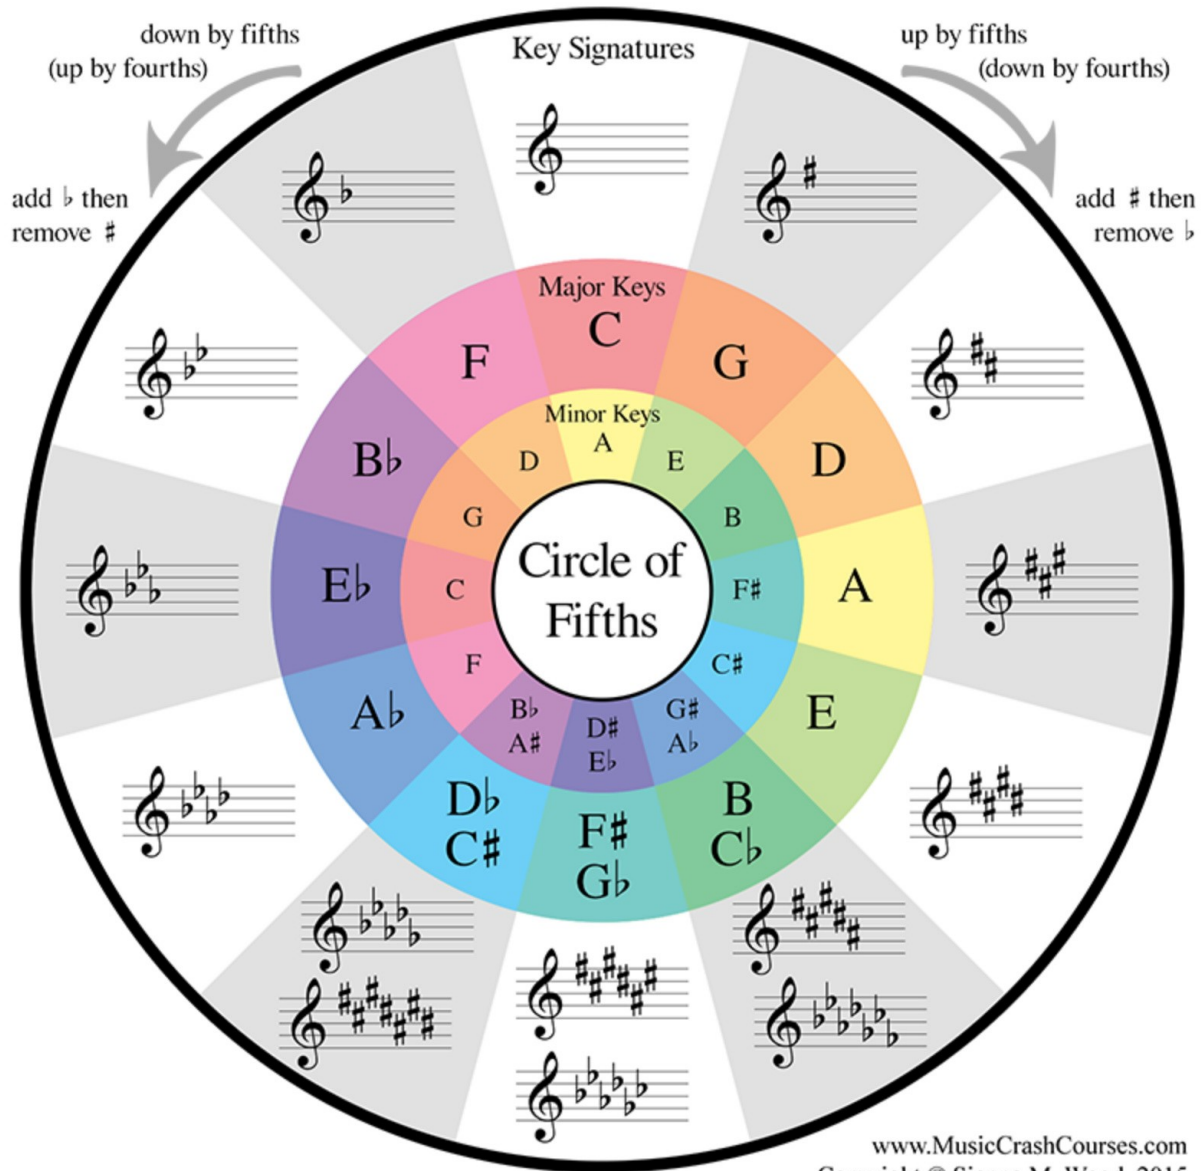 down by fifths
(up by fourths)
add ♭ then
remove ♯
up by fifths
(down by fourths)
add ♯ then
remove ♭
Key Signatures
Major Keys
C
G
D
A
E
B
C♭
F♯
G♭
D♭
C♯
A♭
E♭
B♭
F
Minor Keys
A
E
B
F♯
C♯
G♯
A♭
D♯
E♭
B♭
A♯
F
C
G
D
Circle of
Fifths
www.MusicCrashCourses.com